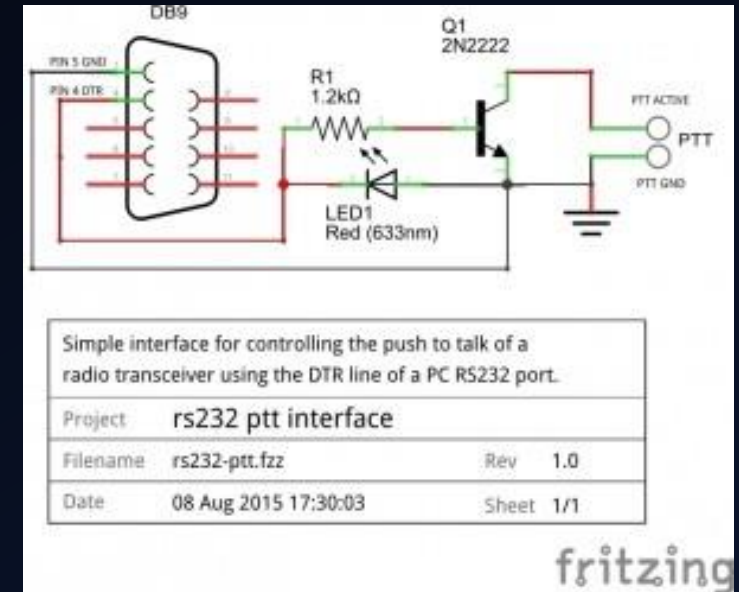 DB9
PIN 5 GND
PIN 4 DTR
R1
1.2kΩ
LED1
Red (633nm)
Q1
2N2222
PTT ACTIVE
PTT
PTT GND
Simple interface for controlling the push to talk of a
radio transceiver using the DTR line of a PC RS232 port.
Project rs232 ptt interface
Filename rs232-ptt.fzz Rev 1.0
Date 08 Aug 2015 17:30:03 Sheet 1/1
fritzing